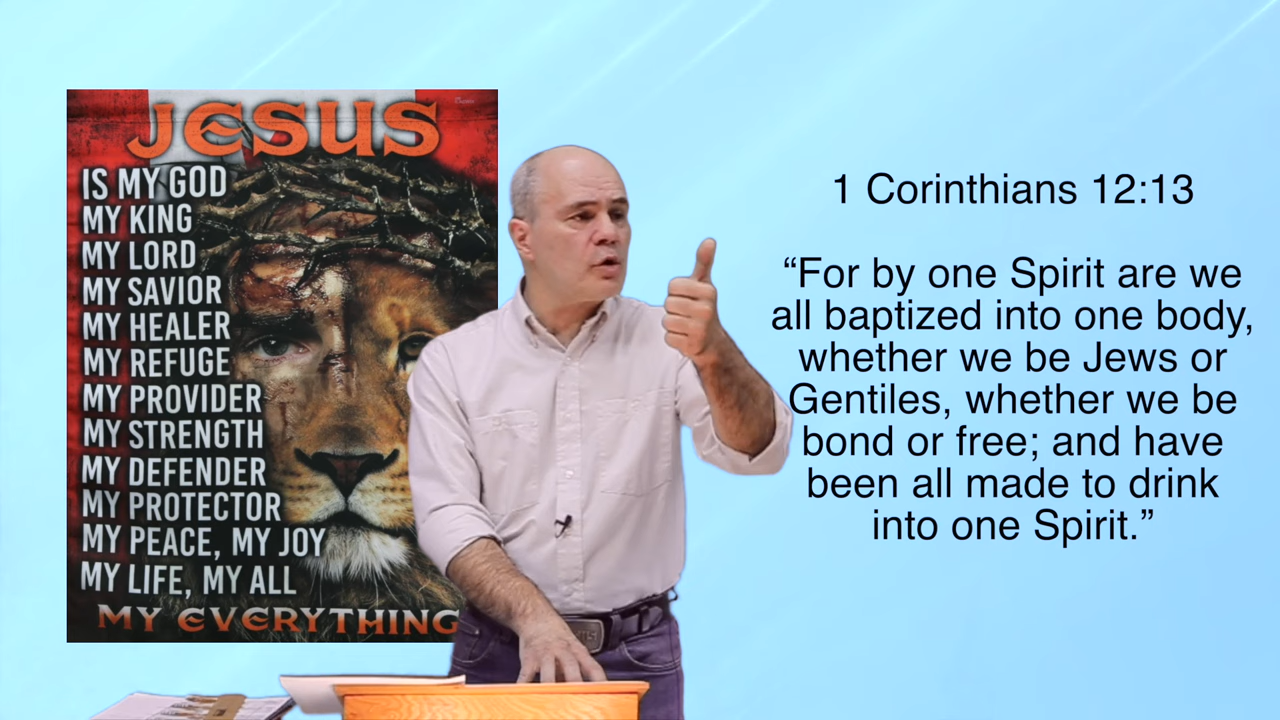 JESUS
IS MY GOD
MY KING
MY LORD
MY SAVIOR
MY HEALER
MY REFUGE
MY PROVIDER
MY STRENGTH
MY DEFENDER
MY PROTECTOR
MY PEACE, MY JOY
MY LIFE, MY ALL
MY EVERYTHING
1 Corinthians 12:13
“For by one Spirit are we
all baptized into one body,
whether we be Jews or
Gentiles, whether we be
bond or free; and have
been all made to drink
into one Spirit.”